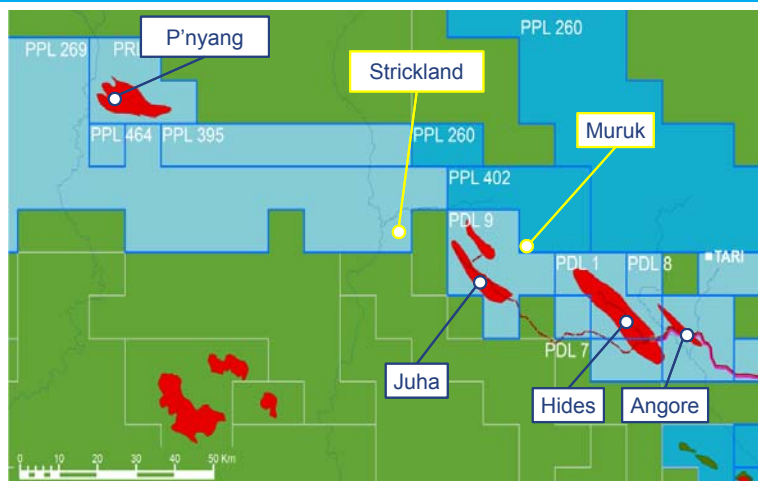 P'nyang
PPL 260
PPL 269
PRL
Strickland
Muruk
PPL 464
PPL 395
PPL 260
PPL 402
PDL 9
PDL 1
PDL 8
TARI
PDL 7
Juha
Hides
Angore
0
10
20
30
40
50 Km